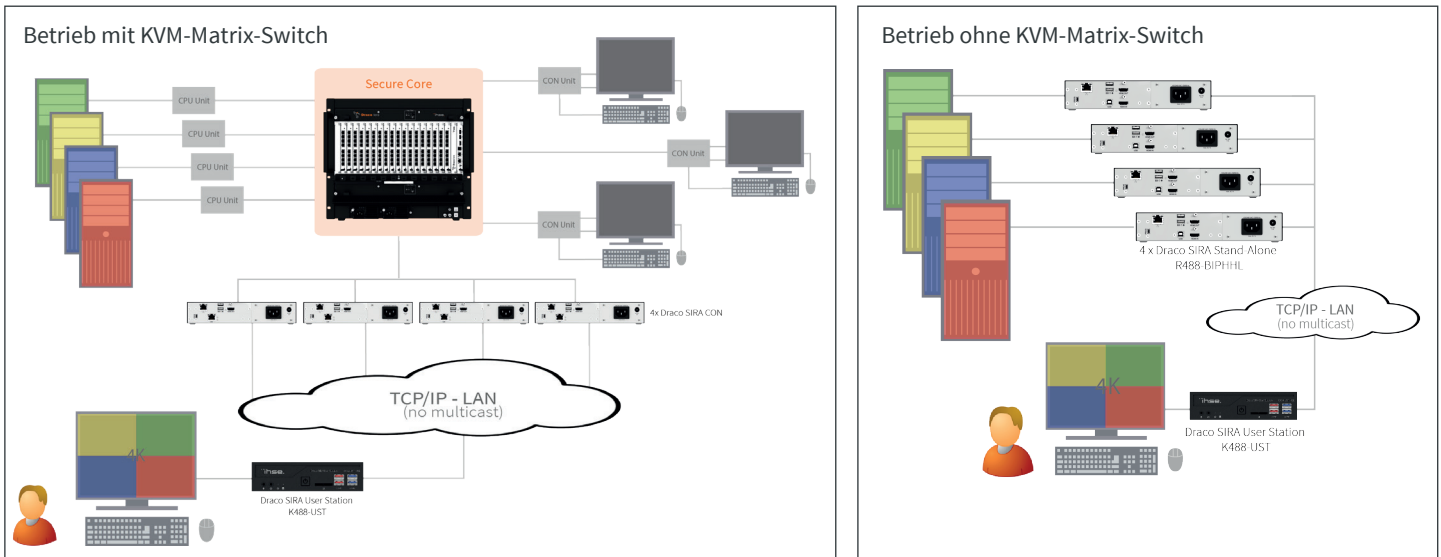 Betrieb mit KVM-Matrix-Switch
Secure Core
CPU Unit
CPU Unit
CPU Unit
CPU Unit
CON Unit
CON Unit
CON Unit
4x Draco SIRA CON
TCP/IP - LAN
(no multicast)
4K
ihse.
Draco SIRA User Station
K488-UST
Betrieb ohne KVM-Matrix-Switch
4 x Draco SIRA Stand-Alone
R488-BIPHHL
TCP/IP - LAN
(no multicast)
4K
ihse.
Draco SIRA User Station
K488-UST